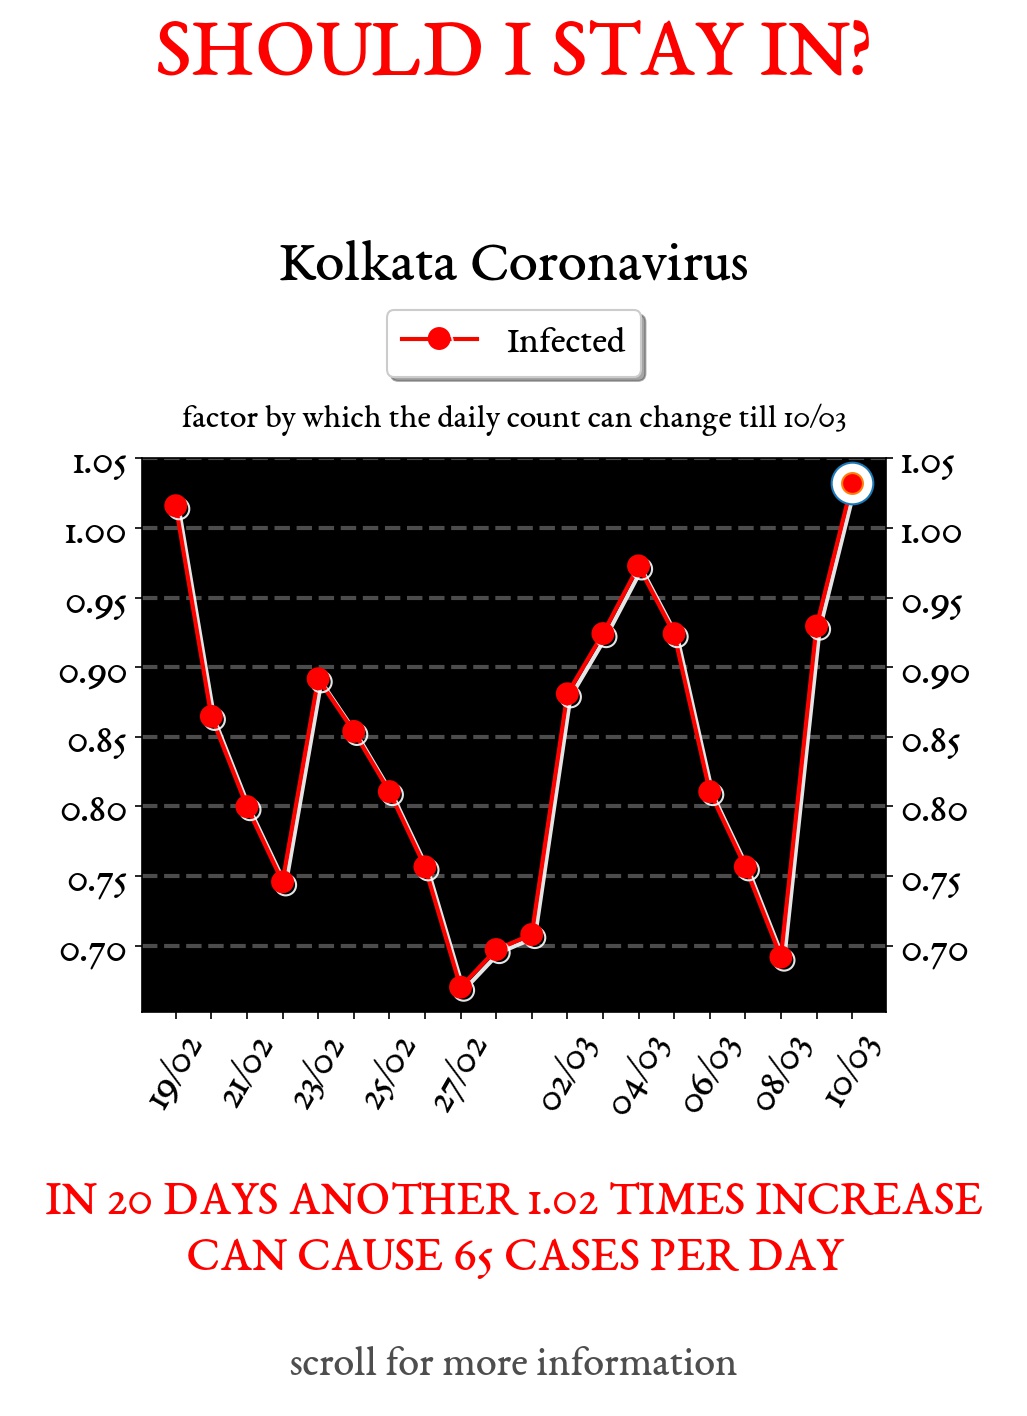 SHOULD I STAY IN?
Kolkata Coronavirus
Infected
factor by which the daily count can change till 10/03
1.05 1.05
1.00 1.00
0.95 0.95
0.90 0.90
0.85 0.85
0.80 0.80
0.75 0.75
0.70 0.70
19/02 21/02 23/02 25/02 27/02 02/03 04/03 06/03 08/03 10/03
IN 20 DAYS ANOTHER 1.02 TIMES INCREASE
CAN CAUSE 65 CASES PER DAY
scroll for more information